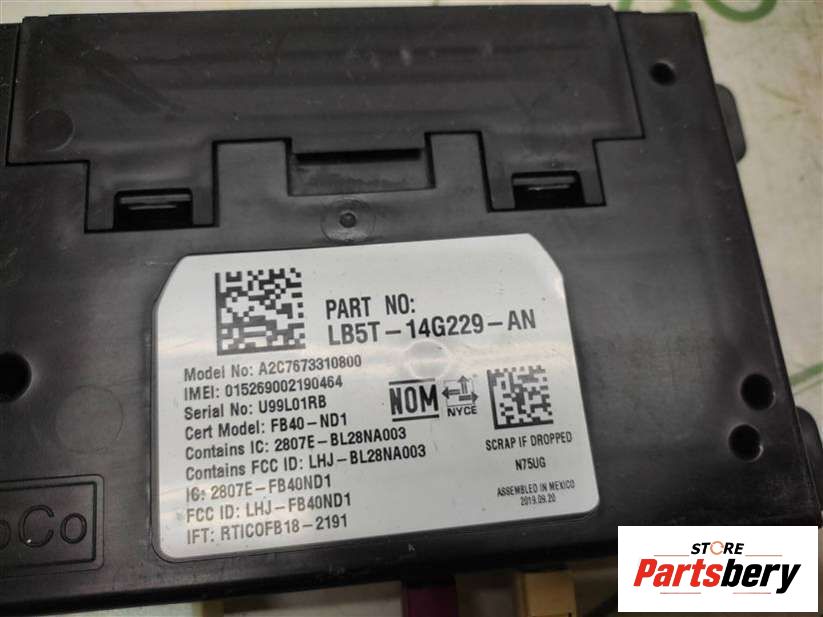 PART NO:
LB5T-14G229-AN
Model No: A2C7673310800
IMEI: 015269002190464
Serial No: U99L01RB
Cert Model: FB40-ND1
Contains IC: 2807E-BL28NA003
Contains FCC ID: LHJ-BL28NA003
IC: 2807E-FB40ND1
FCC ID: LHJ-FB40ND1
IFT: RTICOFB18-2191
NOM
NYCE
SCRAP IF DROPPED
N75UG
ASSEMBLED IN MEXICO
2019.09.20
STORE
Partsbery